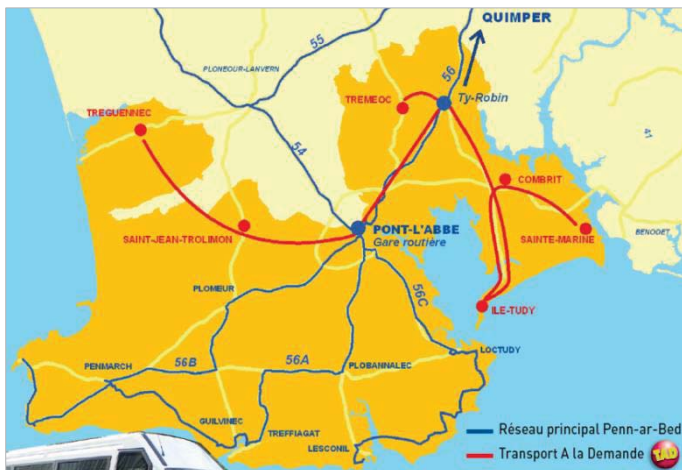 QUIMPER
55
PLONEOUR-LANVERN
56
TREMEOC
Ty-Robin
TREGUENNEC
41
54
COMBRIT
SAINT-JEAN-TROLIMON
PONT-L'ABBE
Gare routière
SAINTE-MARINE
BENODET
PLOMEUR
56C
ILE-TUDY
LOCTUDY
PENMARCH
56B
56A
PLOBANNALEC
GUILVINEC
TREFFIAGAT
LESCONIL
Réseau principal Penn-ar-Bed
Transport A la Demande
TAD